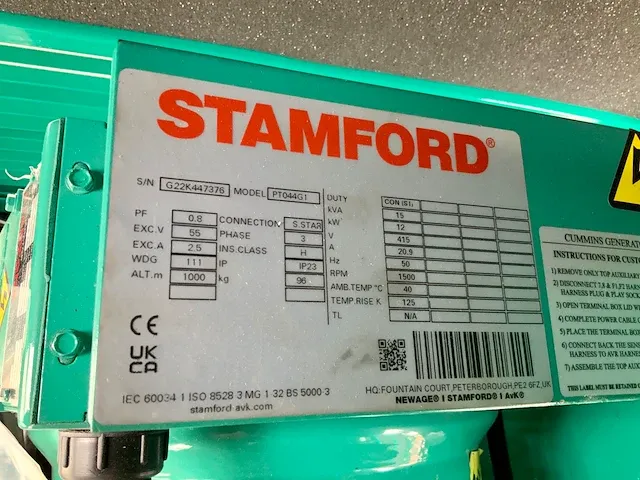 STAMFORD®
S/N G22K447376 MODEL PT044G1
PF 0.8 CONNECTION S.STAR
EXC.V 55 PHASE 3
EXC.A 2.5 INS.CLASS H
WDG 111 IP IP23
ALT.m 1000 kg 96
DUTY CON (S1)
kVA 15
kW 12
V 415
A 20.9
Hz 50
RPM 1500
AMB.TEMP.°C 40
TEMP.RISE K 125
TL N/A
CE
UK
CA
IEC 60034 1 ISO 8528 3 MG 1 32 BS 5000 3
stamford-avk.com
HQ:FOUNTAIN COURT,PETERBOROUGH,PE2 6FZ,UK
NEWAGE® I STAMFORD® I AvK®
CUMMINS GENERAT
INSTRUCTIONS FOR CUSTO
1) REMOVE ONLY TOP AUXILIAR
2) DISCONNECT 7,8 & F1,F2 HARN
HARNESS PLUG & PLAY SOCK
3) OPEN TERMINAL BOX LID WI
4) COMPLETE POWER CABLE C
5) PLACE THE TERMINAL BOX
6) CONNECT BACK THE SENS
HARNESS TO AVR HARNES
7) ASSEMBLE THE TOP AUX
THIS LABEL MUST BE RETAINED